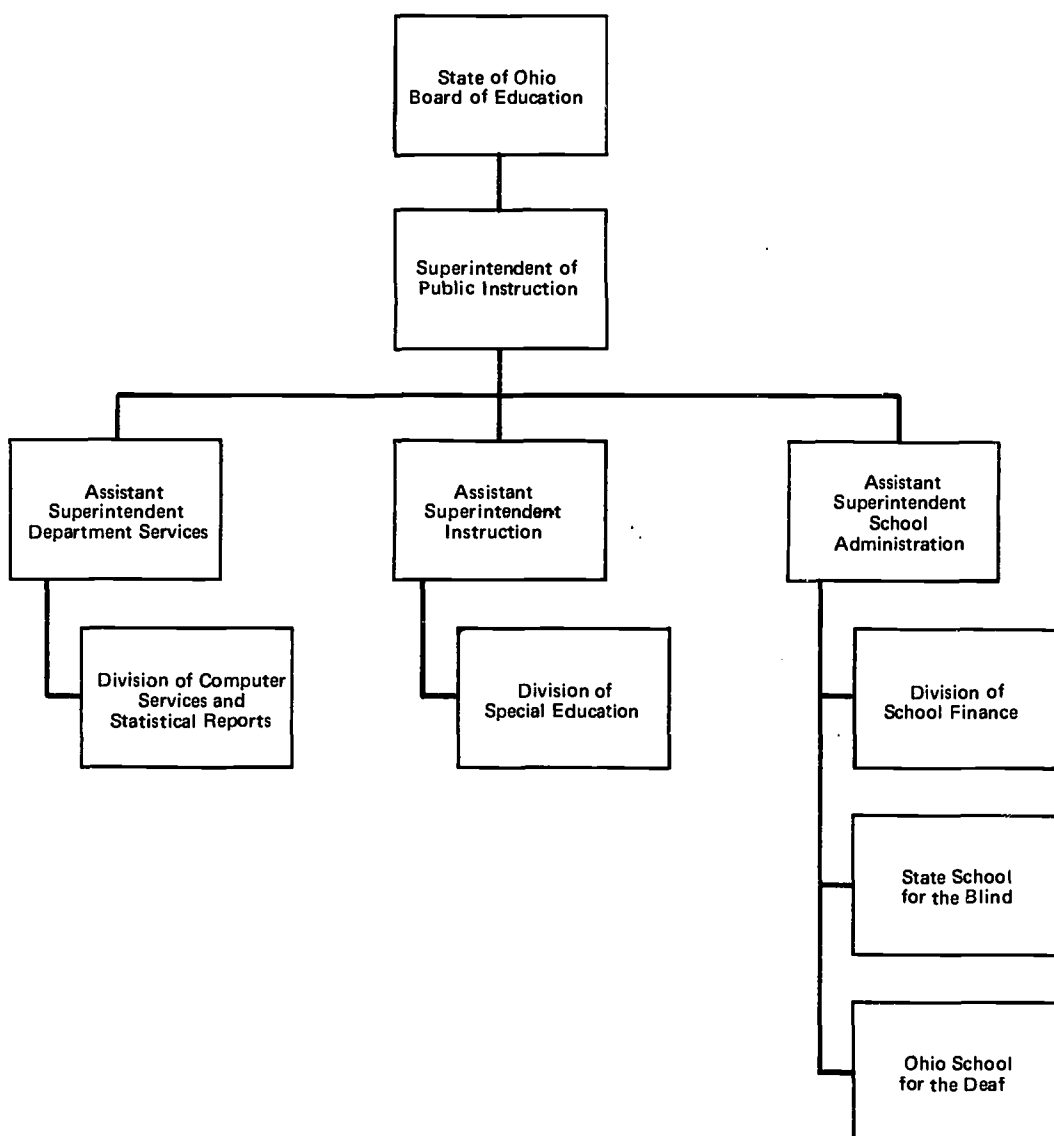 State of Ohio
Board of Education
Superintendent of
Public Instruction
Assistant
Superintendent
Department Services
Assistant
Superintendent
Instruction
Assistant
Superintendent
School
Administration
Division of Computer
Services and
Statistical Reports
Division of
Special Education
Division of
School Finance
State School
for the Blind
Ohio School
for the Deaf